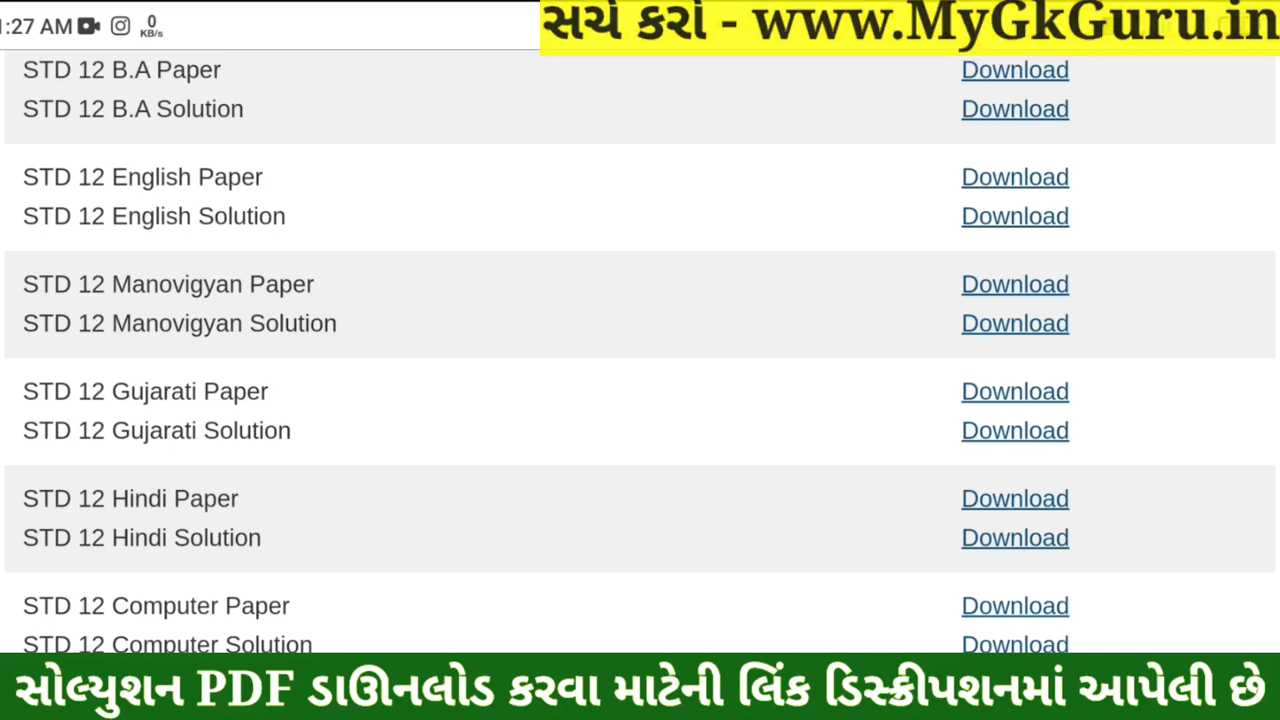 1:27 AM 0 KB/s
સર્ચ કરો - www.MyGkGuru.in
STD 12 B.A Paper Download
STD 12 B.A Solution Download
STD 12 English Paper Download
STD 12 English Solution Download
STD 12 Manovigyan Paper Download
STD 12 Manovigyan Solution Download
STD 12 Gujarati Paper Download
STD 12 Gujarati Solution Download
STD 12 Hindi Paper Download
STD 12 Hindi Solution Download
STD 12 Computer Paper Download
STD 12 Computer Solution Download
સોલ્યુશન PDF ડાઊનલોડ કરવા માટેની લિંક ડિસ્ક્રીપશનમાં આપેલી છે